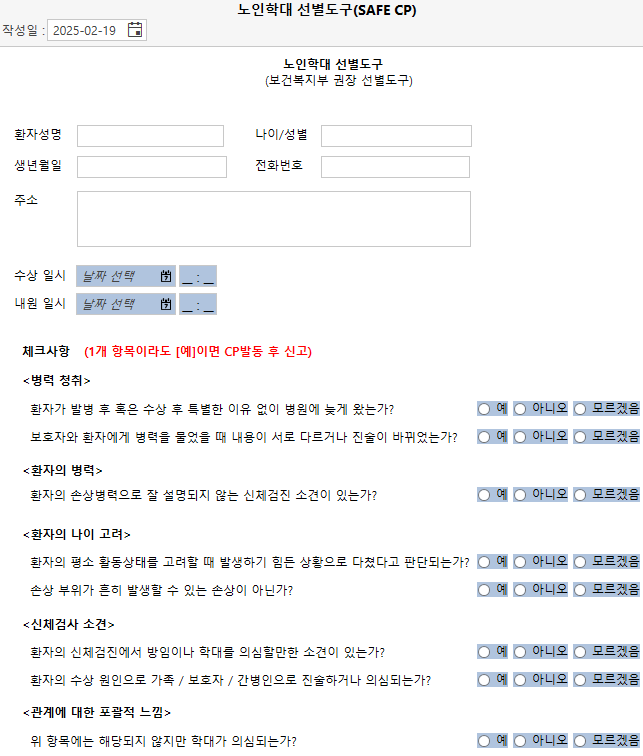 노인학대 선별도구(SAFE CP)
작성일 : 2025-02-19
노인학대 선별도구
(보건복지부 권장 선별도구)
환자성명 나이/성별
생년월일 전화번호
주소
수상 일시 날짜 선택 __ : __
내원 일시 날짜 선택 __ : __
체크사항 (1개 항목이라도 [예]이면 CP발동 후 신고)
<병력 청취>
환자가 발병 후 혹은 수상 후 특별한 이유 없이 병원에 늦게 왔는가? 예 아니오 모르겠음
보호자와 환자에게 병력을 물었을 때 내용이 서로 다르거나 진술이 바뀌었는가? 예 아니오 모르겠음
<환자의 병력>
환자의 손상병력으로 잘 설명되지 않는 신체검진 소견이 있는가? 예 아니오 모르겠음
<환자의 나이 고려>
환자의 평소 활동상태를 고려할 때 발생하기 힘든 상황으로 다쳤다고 판단되는가? 예 아니오 모르겠음
손상 부위가 흔히 발생할 수 있는 손상이 아닌가? 예 아니오 모르겠음
<신체검사 소견>
환자의 신체검진에서 방임이나 학대를 의심할만한 소견이 있는가? 예 아니오 모르겠음
환자의 수상 원인으로 가족 / 보호자 / 간병인으로 진술하거나 의심되는가? 예 아니오 모르겠음
<관계에 대한 포괄적 느낌>
위 항목에는 해당되지 않지만 학대가 의심되는가? 예 아니오 모르겠음